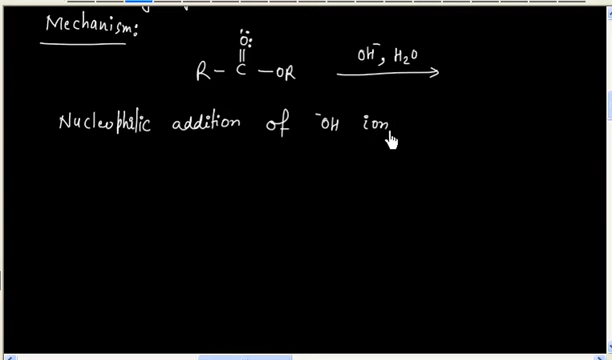 Mechanism:
:Ö:
||
R – C – OR
OH⁻, H₂O
Nucleophilic addition of ⁻OH ion